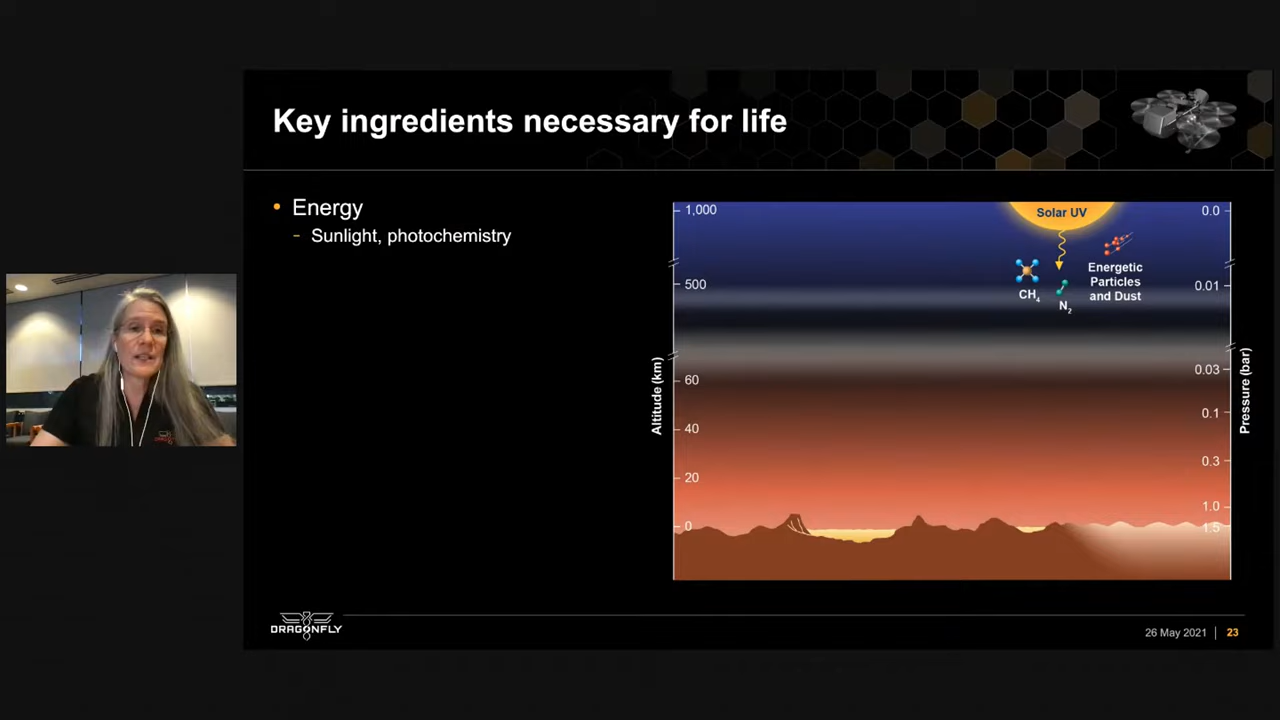 Key ingredients necessary for life
• Energy
- Sunlight, photochemistry
Solar UV
1,000
0.0
Energetic
Particles
and Dust
CH4
N2
500
0.01
Altitude (km)
Pressure (bar)
60
0.03
40
0.1
20
0.3
0
1.0
1.5
DRAGONFLY
26 May 2021 | 23